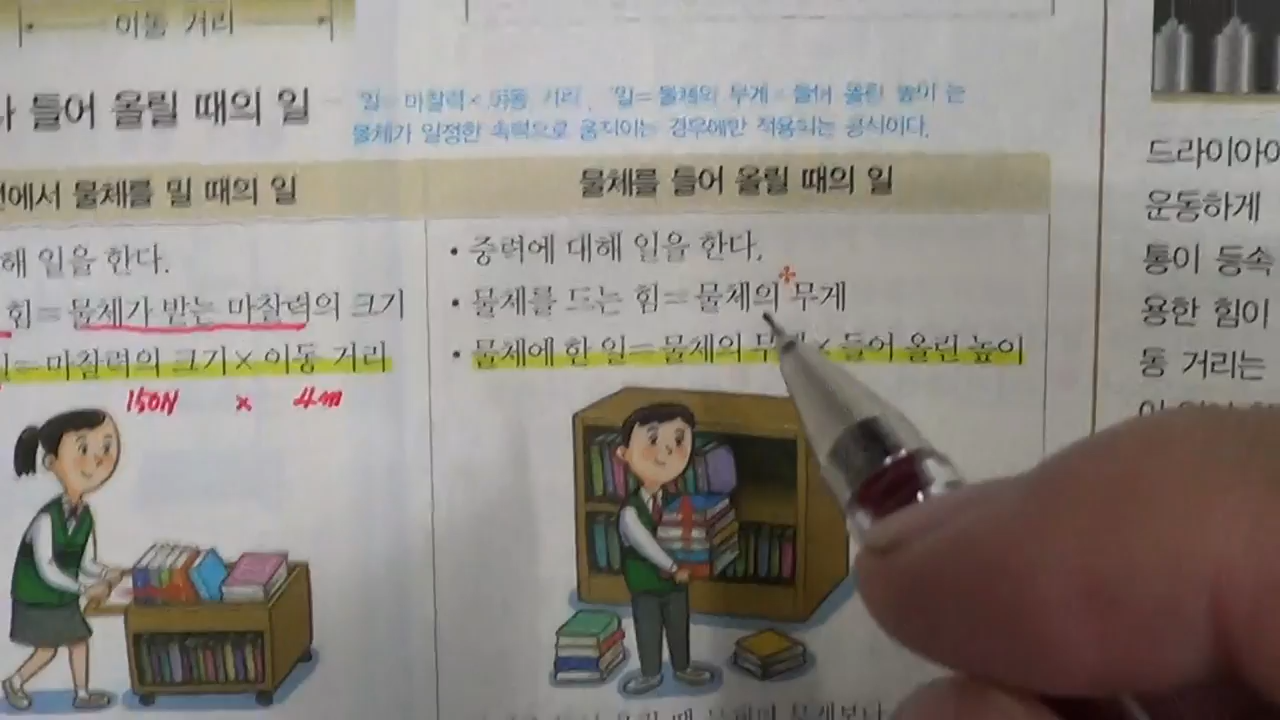 이동 거리
들어 올릴 때의 일
일= 마찰력× 이동 거리, 일= 물체의 무게× 들어 올린 높이 는
물체가 일정한 속력으로 움직이는 경우에만 적용되는 공식이다.
에서 물체를 밀 때의 일
해 일을 한다.
힘= 물체가 받는 마찰력의 크기
일= 마찰력의 크기× 이동 거리
150N × 4m
물체를 들어 올릴 때의 일
• 중력에 대해 일을 한다.
• 물체를 드는 힘= 물체의 *무게
• 물체에 한 일= 물체의 무게× 들어 올린 높이
드라이아이
운동하게
통이 등속
용한 힘이
동 거리는